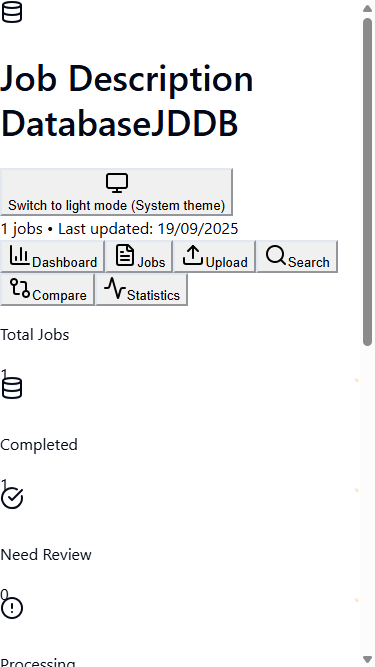 Job Description
DatabaseJDDB
Switch to light mode (System theme)
1 jobs • Last updated: 19/09/2025
Dashboard Jobs Upload Search
Compare Statistics
Total Jobs
1
Completed
1
Need Review
0
Processing